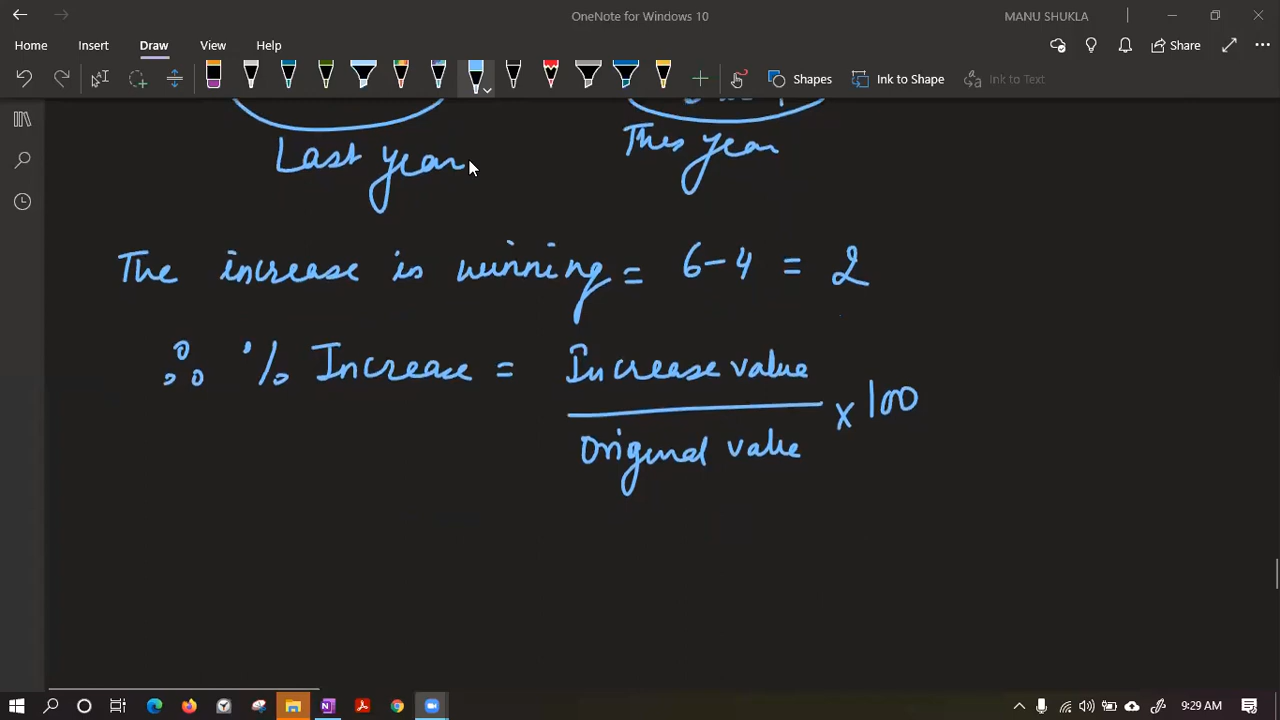 OneNote for Windows 10
MANU SHUKLA
Home Insert Draw View Help
Share
Shapes Ink to Shape Ink to Text
Last year
This year
The increase is winning = 6-4 = 2
∴ % Increase = Increase value
x 100
Original value
9:29 AM